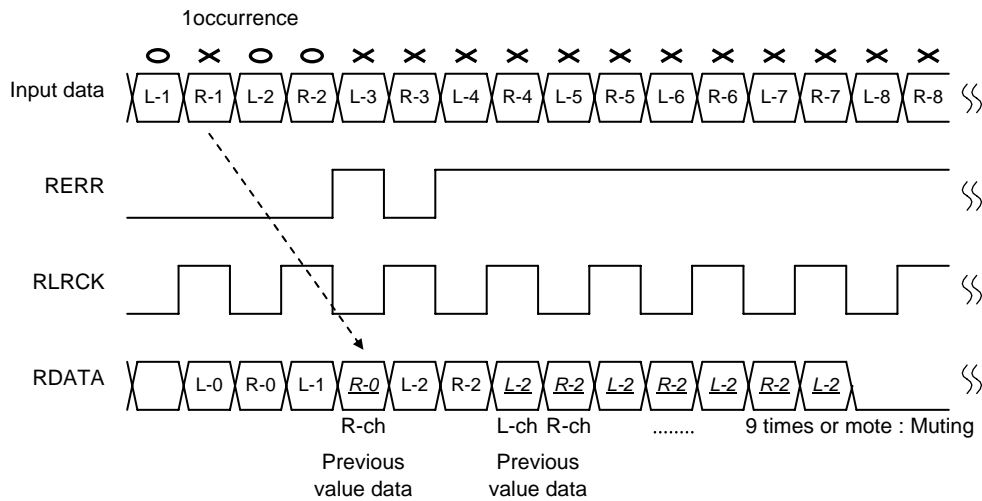 1occurrence
O X O O X X X X X X X X X X X X
Input data L-1 R-1 L-2 R-2 L-3 R-3 L-4 R-4 L-5 R-5 L-6 R-6 L-7 R-7 L-8 R-8
RERR
RLRCK
RDATA L-0 R-0 L-1 R-0 L-2 R-2 L-2 R-2 L-2 R-2 L-2 R-2 L-2
R-ch L-ch R-ch ........ 9 times or mote : Muting
Previous Previous
value data value data